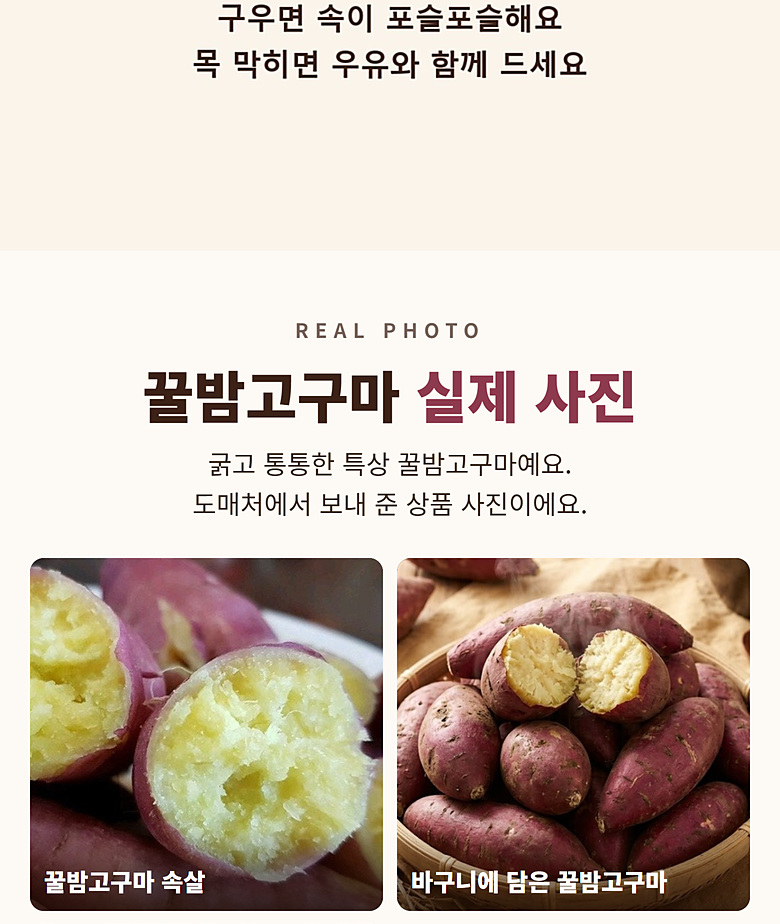 구우면 속이 포슬포슬해요
목 막히면 우유와 함께 드세요
REAL PHOTO
꿀밤고구마 실제 사진
굵고 통통한 특상 꿀밤고구마예요.
도매처에서 보내 준 상품 사진이에요.
꿀밤고구마 속살
바구니에 담은 꿀밤고구마